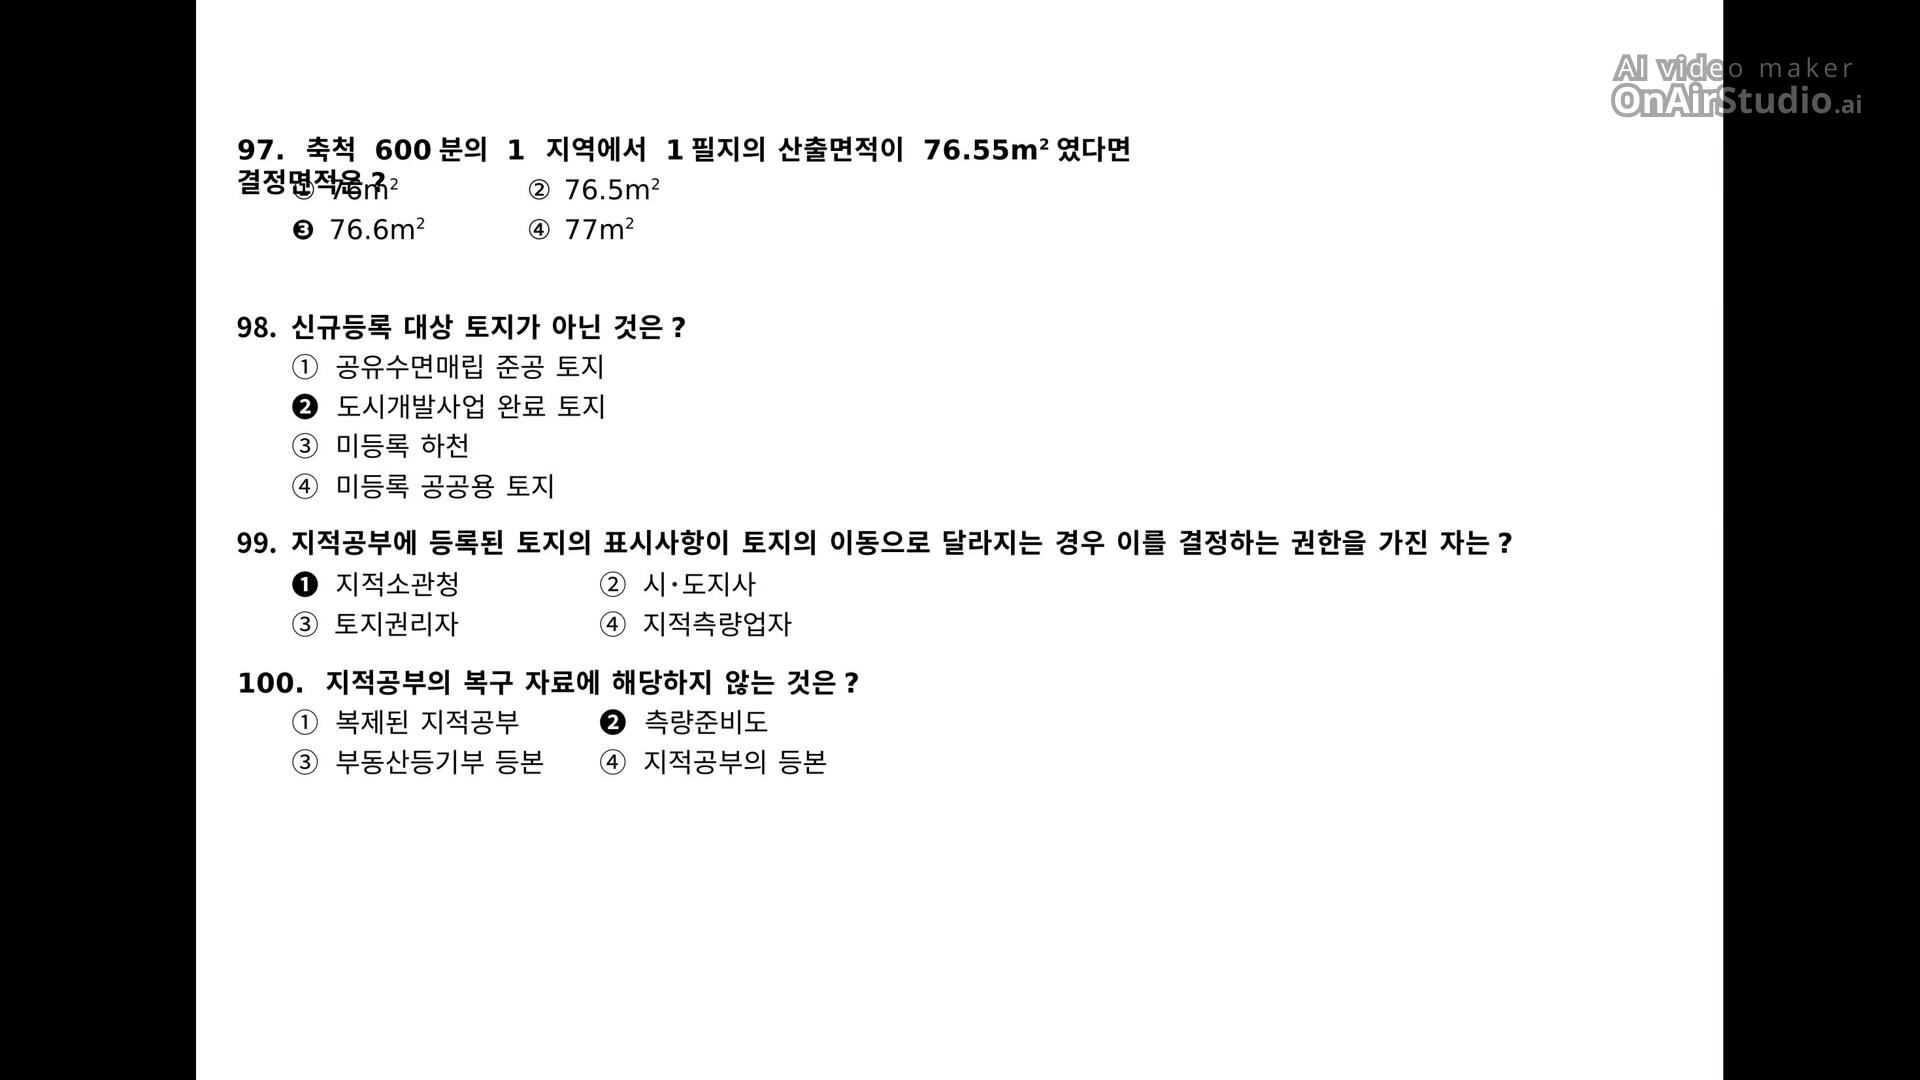 AI video maker
OnAirStudio.ai
97. 축척 600분의 1 지역에서 1필지의 산출면적이 76.55m²였다면
결정면적은?
① 76m² ② 76.5m²
❸ 76.6m² ④ 77m²
98. 신규등록 대상 토지가 아닌 것은?
① 공유수면매립 준공 토지
❷ 도시개발사업 완료 토지
③ 미등록 하천
④ 미등록 공공용 토지
99. 지적공부에 등록된 토지의 표시사항이 토지의 이동으로 달라지는 경우 이를 결정하는 권한을 가진 자는?
❶ 지적소관청 ② 시·도지사
③ 토지권리자 ④ 지적측량업자
100. 지적공부의 복구 자료에 해당하지 않는 것은?
① 복제된 지적공부 ❷ 측량준비도
③ 부동산등기부 등본 ④ 지적공부의 등본